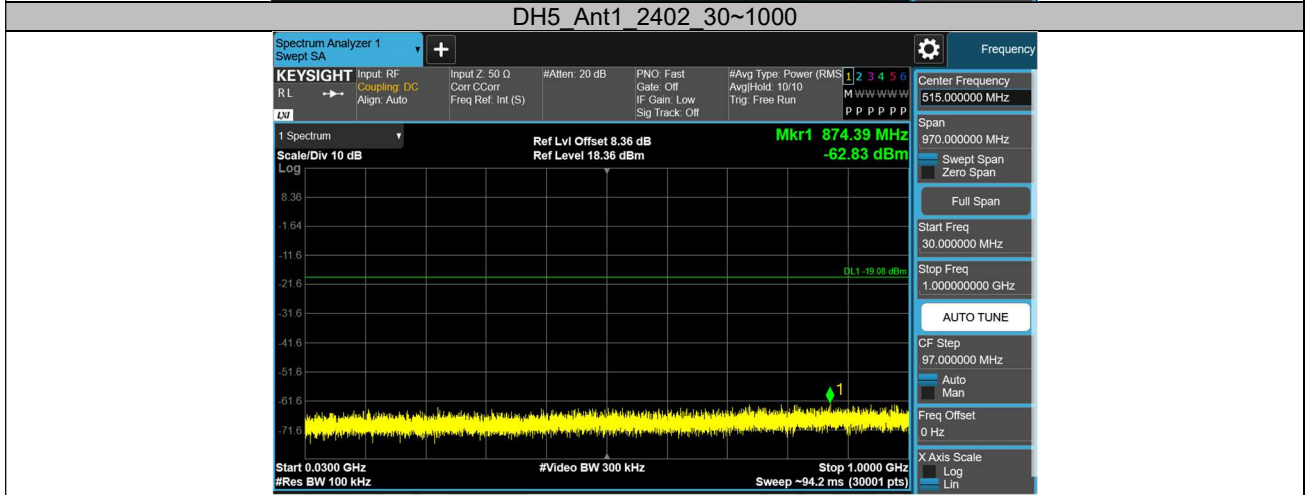 DH5_Ant1_2402_30~1000
Spectrum Analyzer 1
Swept SA
+
Frequency
KEYSIGHT
RL
LXI
Input: RF
Coupling: DC
Align: Auto
Input Z: 50 Ω
Corr CCorr
Freq Ref: Int (S)
#Atten: 20 dB
PNO: Fast
Gate: Off
IF Gain: Low
Sig Track: Off
#Avg Type: Power (RMS
Avg|Hold: 10/10
Trig: Free Run
1 2 3 4 5 6
M W W W W W
P P P P P P
1 Spectrum
Scale/Div 10 dB
Log
Ref Lvl Offset 8.36 dB
Ref Level 18.36 dBm
Mkr1 874.39 MHz
-62.83 dBm
8.36
-1.64
-11.6
-21.6
-31.6
-41.6
-51.6
-61.6
-71.6
DL1 -19.08 dBm
1
Start 0.0300 GHz
#Res BW 100 kHz
#Video BW 300 kHz
Stop 1.0000 GHz
Sweep ~94.2 ms (30001 pts)
Center Frequency
515.000000 MHz
Span
970.000000 MHz
Swept Span
Zero Span
Full Span
Start Freq
30.000000 MHz
Stop Freq
1.000000000 GHz
AUTO TUNE
CF Step
97.000000 MHz
Auto
Man
Freq Offset
0 Hz
X Axis Scale
Log
Lin